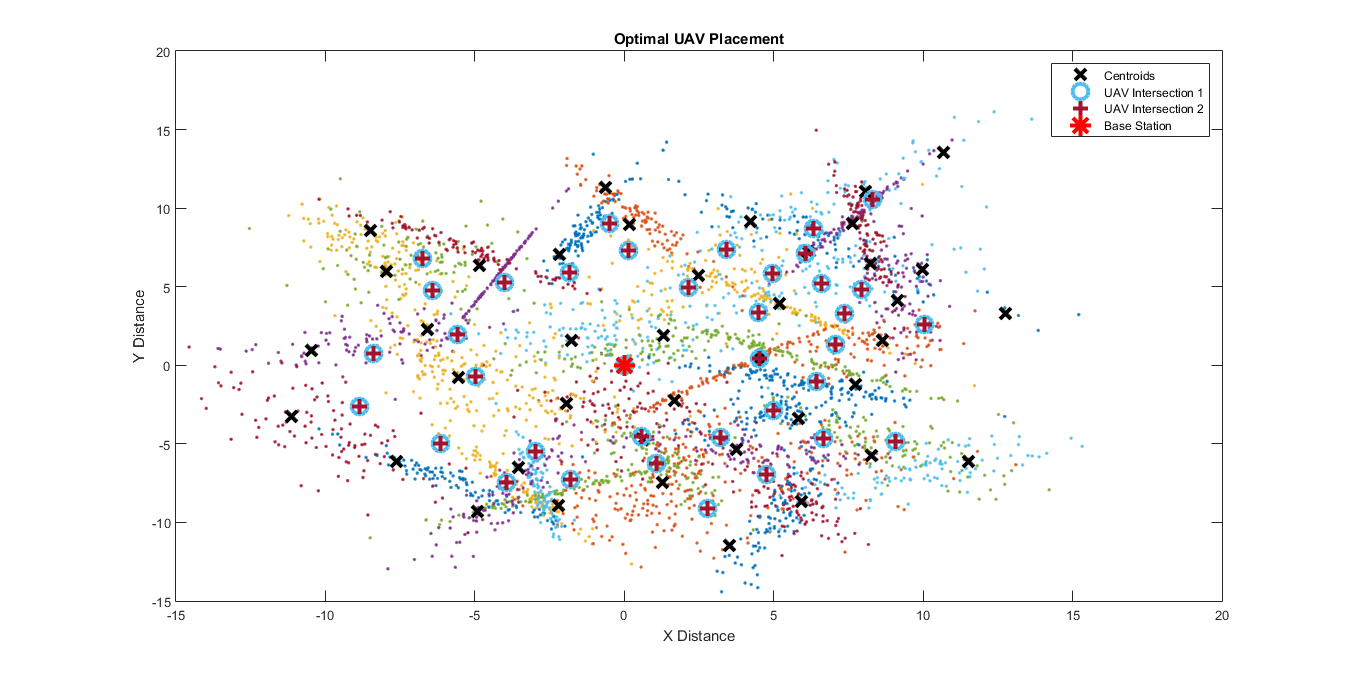 Optimal UAV Placement
20
15
10
5
0
-5
-10
-15
Y Distance
Centroids
UAV Intersection 1
UAV Intersection 2
Base Station
-15 -10 -5 0 5 10 15 20
X Distance